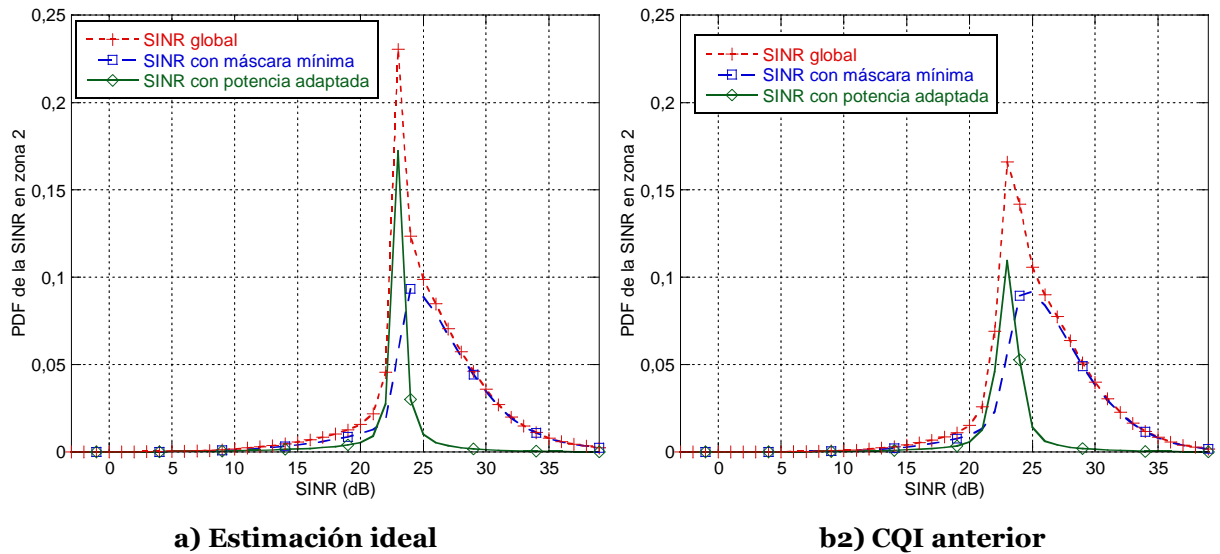 PDF de la SINR en zona 2
0,25
0,2
0,15
0,1
0,05
0
SINR global
SINR con máscara mínima
SINR con potencia adaptada
0 5 10 15 20 25 30 35
SINR (dB)
a) Estimación ideal
PDF de la SINR en zona 2
0,25
0,2
0,15
0,1
0,05
0
SINR global
SINR con máscara mínima
SINR con potencia adaptada
0 5 10 15 20 25 30 35
SINR (dB)
b2) CQI anterior